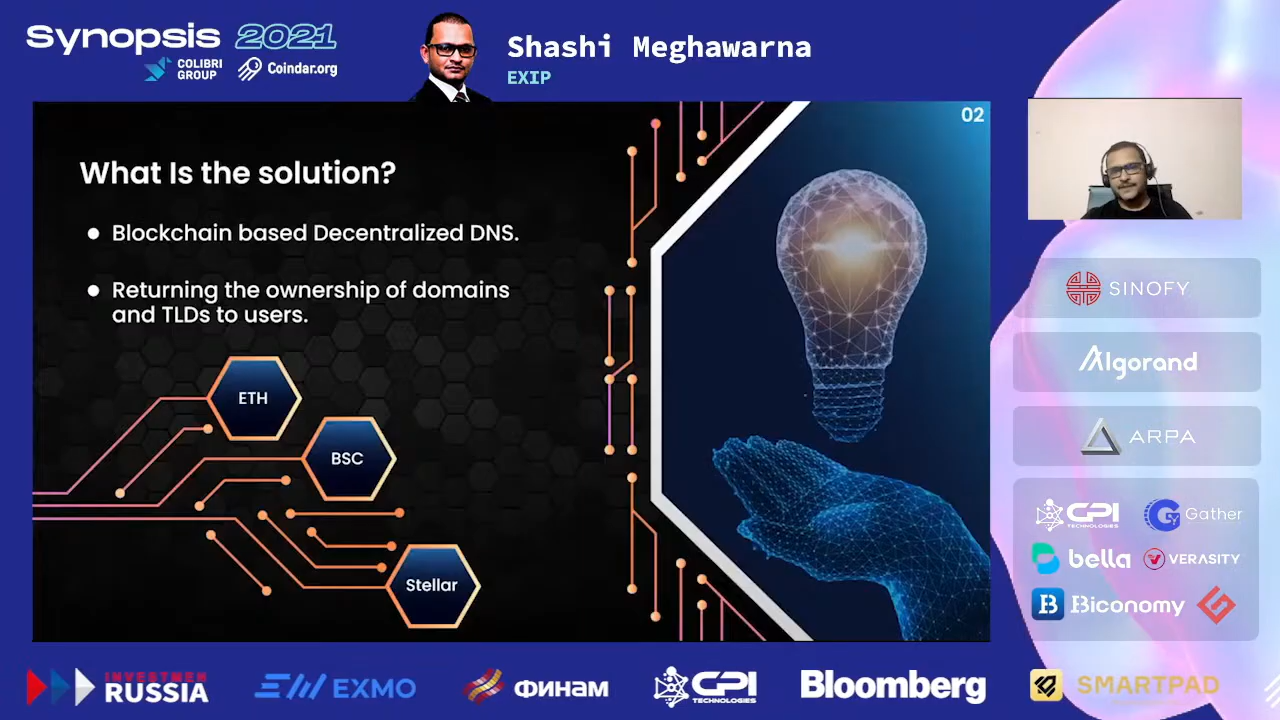 Synopsis 2021
COLIBRI
GROUP
Coindar.org
Shashi Meghawarna
EXIP
02
What Is the solution?
● Blockchain based Decentralized DNS.
● Returning the ownership of domains
and TLDs to users.
ETH
BSC
Stellar
SINOFY
Algorand
ARPA
CPI
TECHNOLOGIES
Gather
bella
VERASITY
Biconomy
RUSSIA
EXMO
ФИНАМ
CPI
TECHNOLOGIES
Bloomberg
SMARTPAD